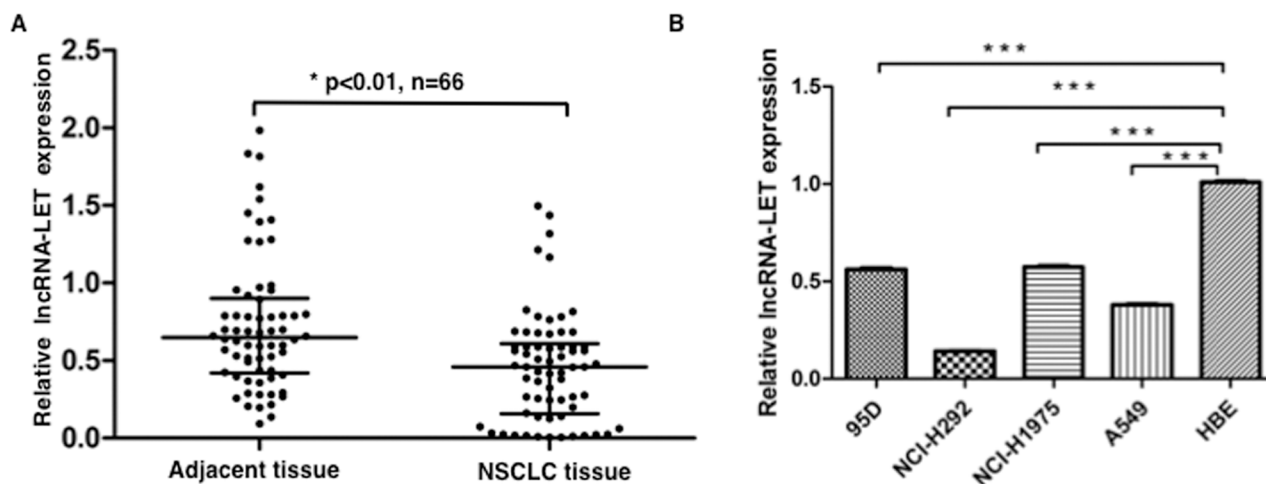 A
Relative lncRNA-LET expression
2.5
2.0
1.5
1.0
0.5
0.0
* p<0.01, n=66
Adjacent tissue
NSCLC tissue
B
Relative lncRNA-LET expression
1.5
1.0
0.5
0.0
***
***
***
***
95D
NCI-H292
NCI-H1975
A549
HBE